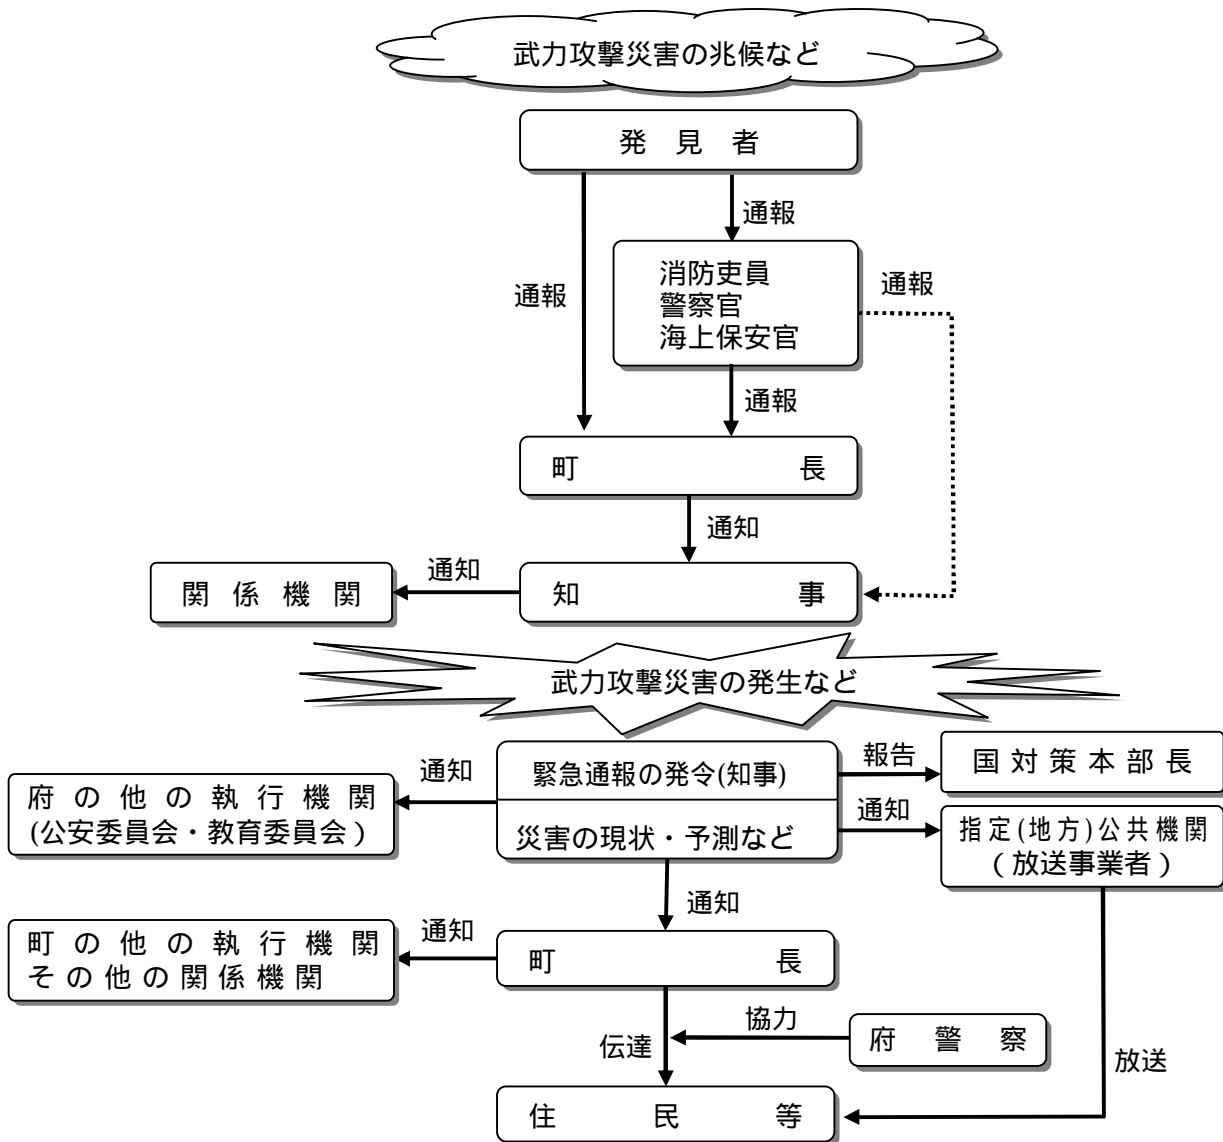 武力攻撃災害の兆候など
発見者
通報
通報
消防吏員
警察官
海上保安官
通報
通報
町長
通知
関係機関
通知
知事
武力攻撃災害の発生など
緊急通報の発令(知事)
災害の現状・予測など
報告
国対策本部長
通知
府の他の執行機関
(公安委員会・教育委員会)
通知
指定(地方)公共機関
(放送事業者)
通知
町の他の執行機関
その他の関係機関
通知
町長
協力
府警察
伝達
放送
住民等